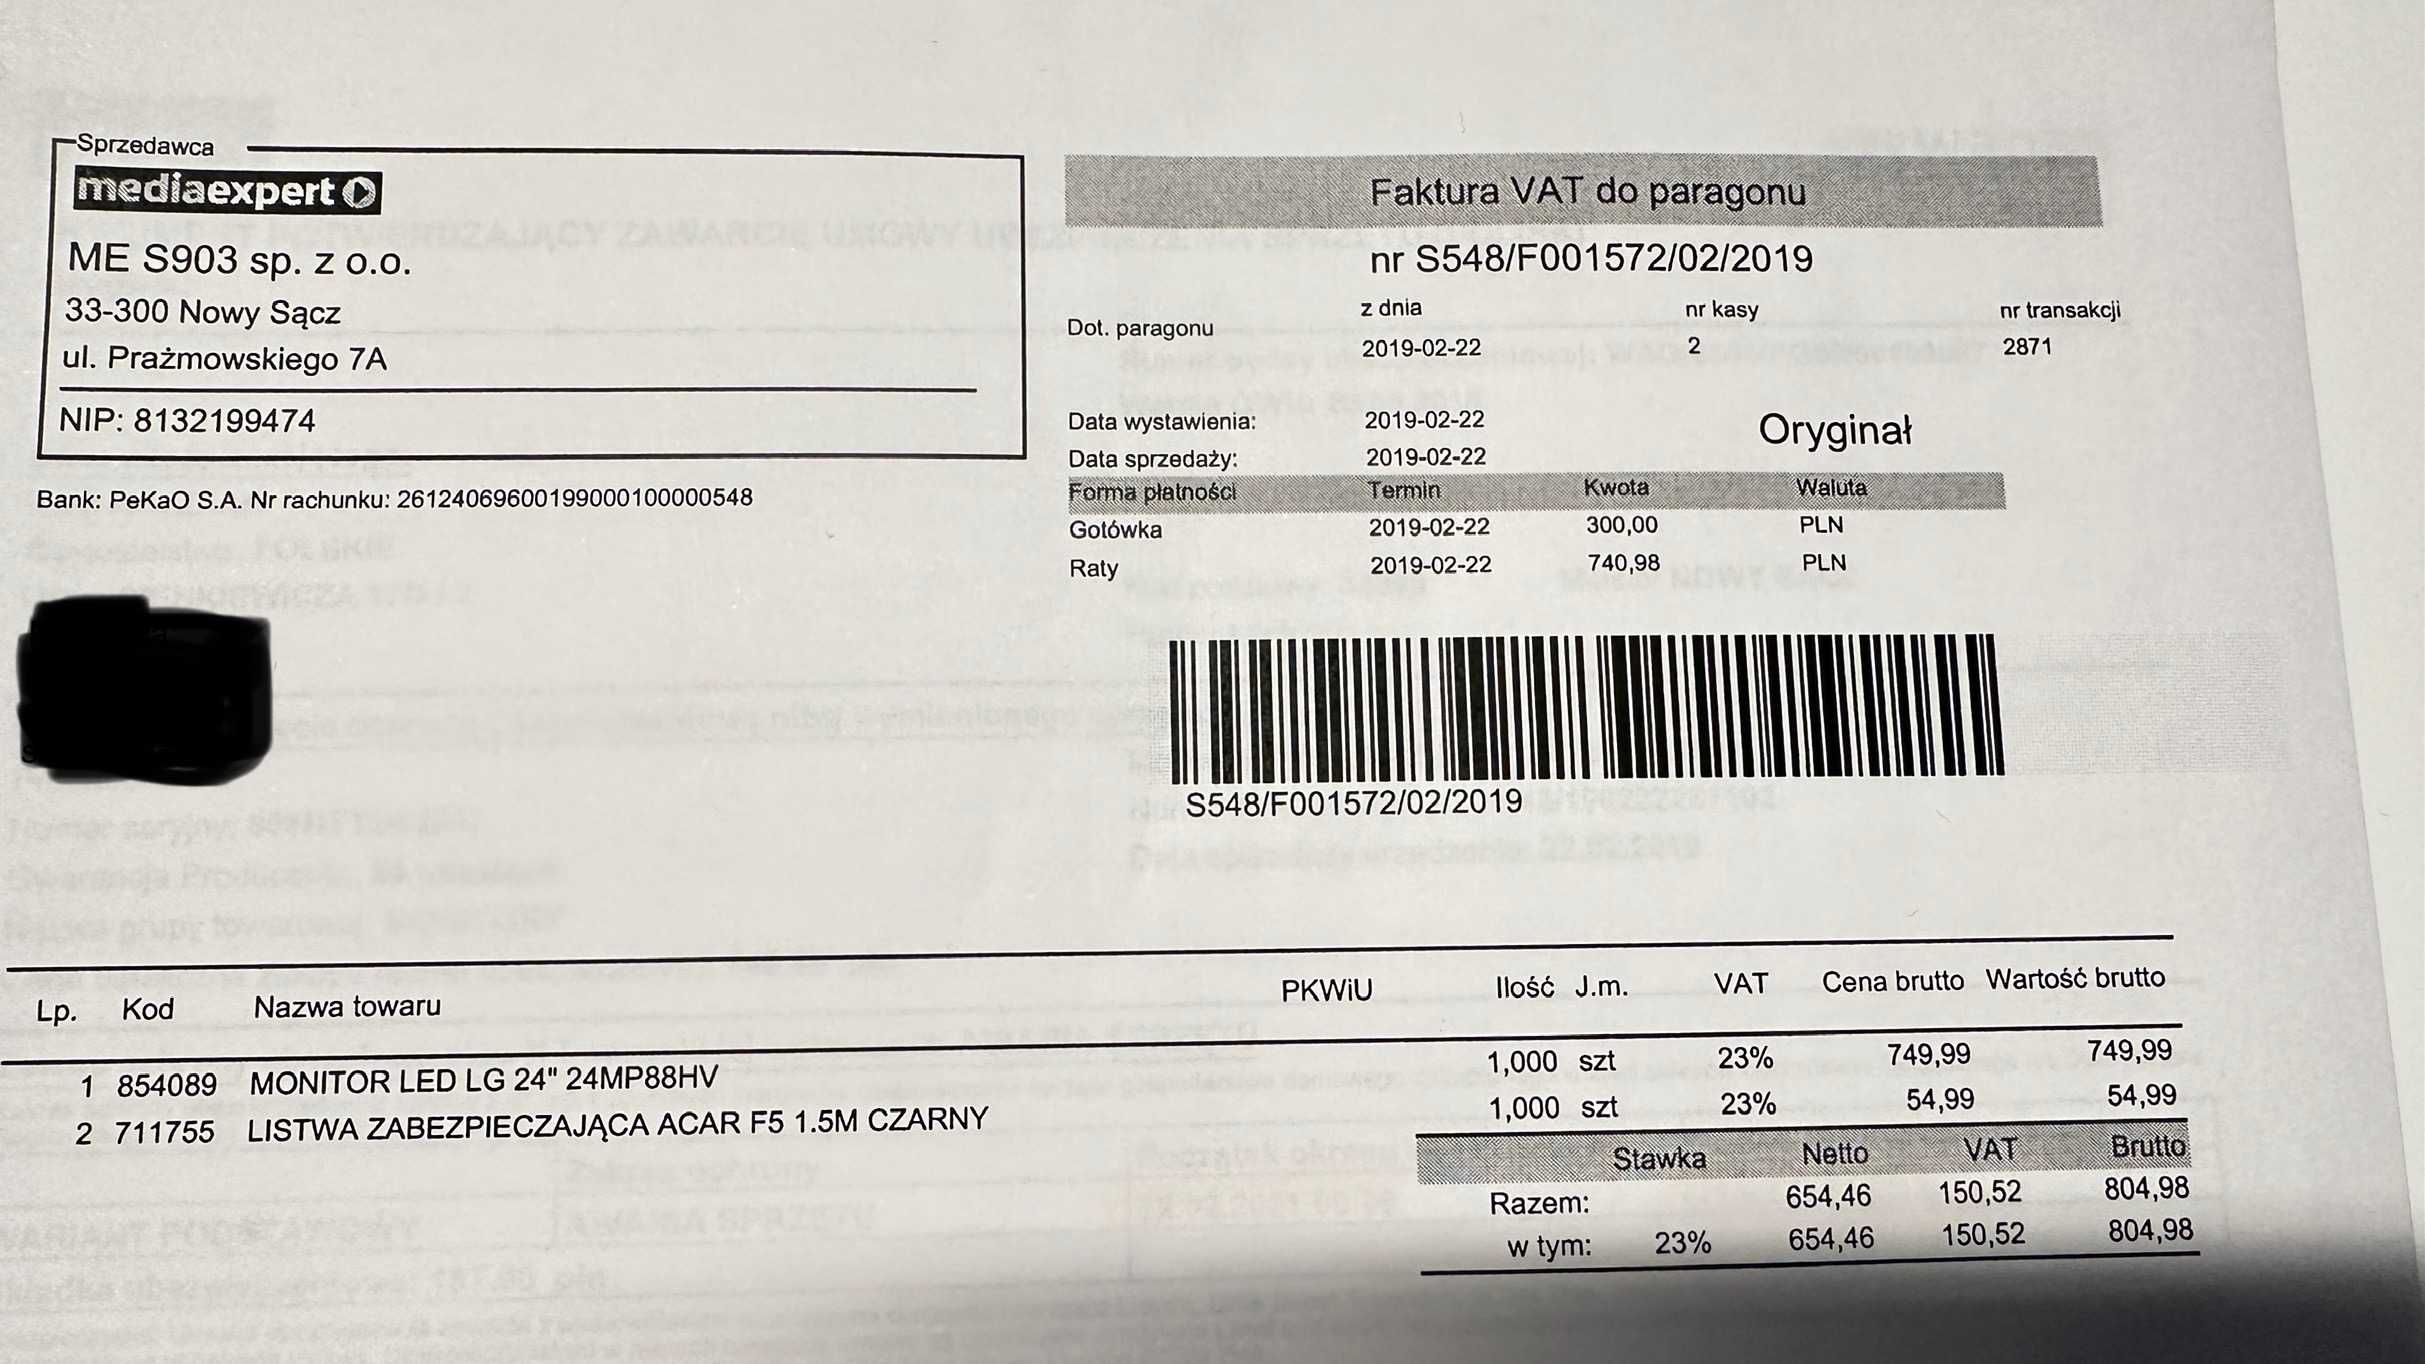 Sprzedawca
mediaexpert
ME S903 sp. z o.o.
33-300 Nowy Sącz
ul. Prażmowskiego 7A
NIP: 8132199474
Bank: PeKaO S.A. Nr rachunku: 26124069600199000100000548
Faktura VAT do paragonu
nr S548/F001572/02/2019
z dnia nr kasy nr transakcji
Dot. paragonu
2019-02-22 2 2871
Data wystawienia: 2019-02-22
Oryginał
Data sprzedaży: 2019-02-22
Forma płatności Termin Kwota Waluta
Gotówka 2019-02-22 300,00 PLN
Raty 2019-02-22 740,98 PLN
S548/F001572/02/2019
Lp. Kod Nazwa towaru PKWiU Ilość J.m. VAT Cena brutto Wartość brutto
1 854089 MONITOR LED LG 24" 24MP88HV 1,000 szt 23% 749,99 749,99
2 711755 LISTWA ZABEZPIECZAJĄCA ACAR F5 1.5M CZARNY 1,000 szt 23% 54,99 54,99
Stawka Netto VAT Brutto
Razem: 654,46 150,52 804,98
w tym: 23% 654,46 150,52 804,98